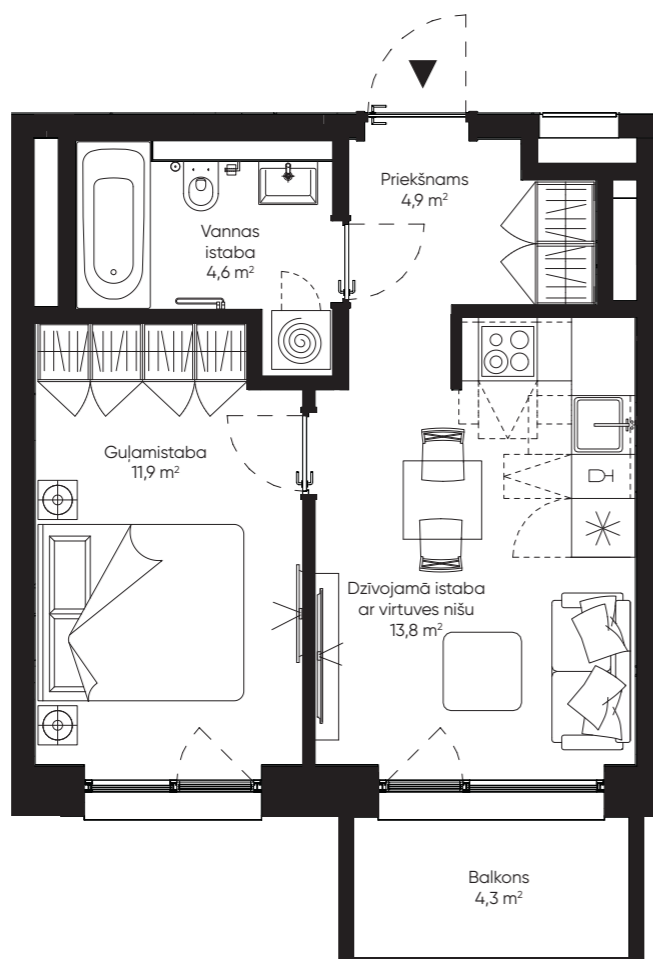 Priekšnams
4,9 m²
Vannas
istaba
4,6 m²
Guļamistaba
11,9 m²
Dzīvojamā istaba
ar virtuves nišu
13,8 m²
Balkons
4,3 m²